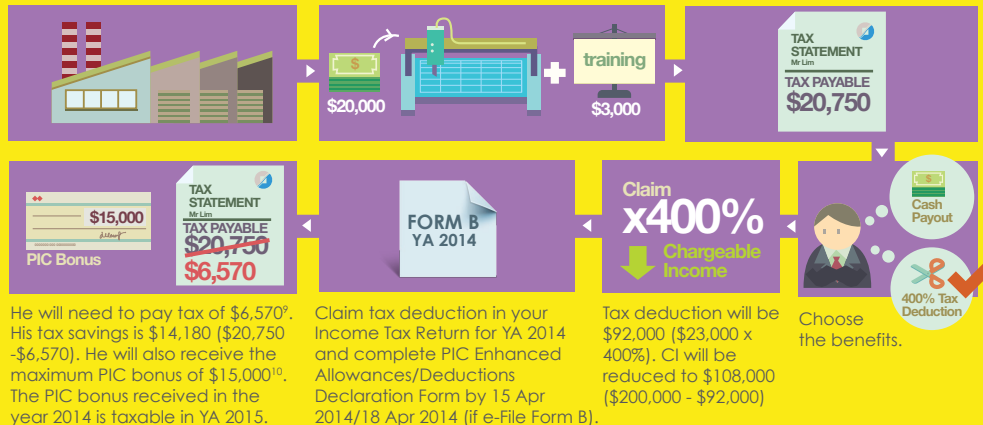 $20,000
training
$3,000
TAX
STATEMENT
Mr Lim
TAX PAYABLE
$20,750
Cash
Payout
400% Tax
Deduction
Choose
the benefits.
Claim
x400%
Chargeable
Income
Tax deduction will be
$92,000 ($23,000 x
400%). CI will be
reduced to $108,000
($200,000 - $92,000)
FORM B
YA 2014
Claim tax deduction in your
Income Tax Return for YA 2014
and complete PIC Enhanced
Allowances/Deductions
Declaration Form by 15 Apr
2014/18 Apr 2014 (if e-File Form B).
$15,000
PIC Bonus
TAX
STATEMENT
Mr Lim
TAX PAYABLE
$20,750
$6,570
He will need to pay tax of $6,570⁹.
His tax savings is $14,180 ($20,750
-$6,570). He will also receive the
maximum PIC bonus of $15,000¹⁰.
The PIC bonus received in the
year 2014 is taxable in YA 2015.